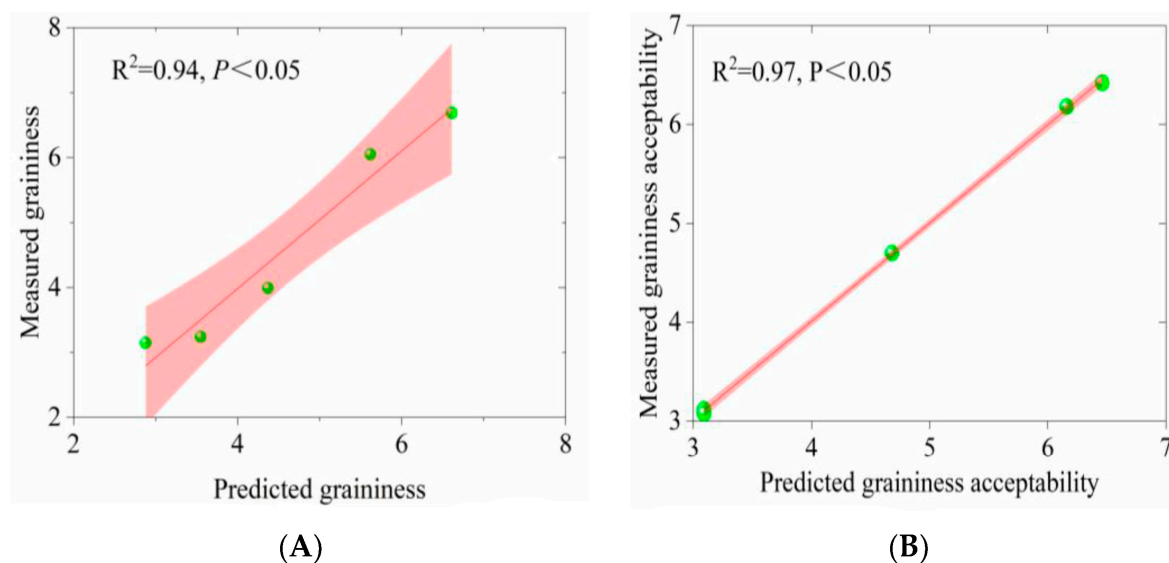 R²=0.94, P＜0.05
Measured graininess
8
6
4
2
2 4 6 8
Predicted graininess
(A)
R²=0.97, P＜0.05
Measured graininess acceptability
7
6
5
4
3
3 4 5 6 7
Predicted graininess acceptability
(B)